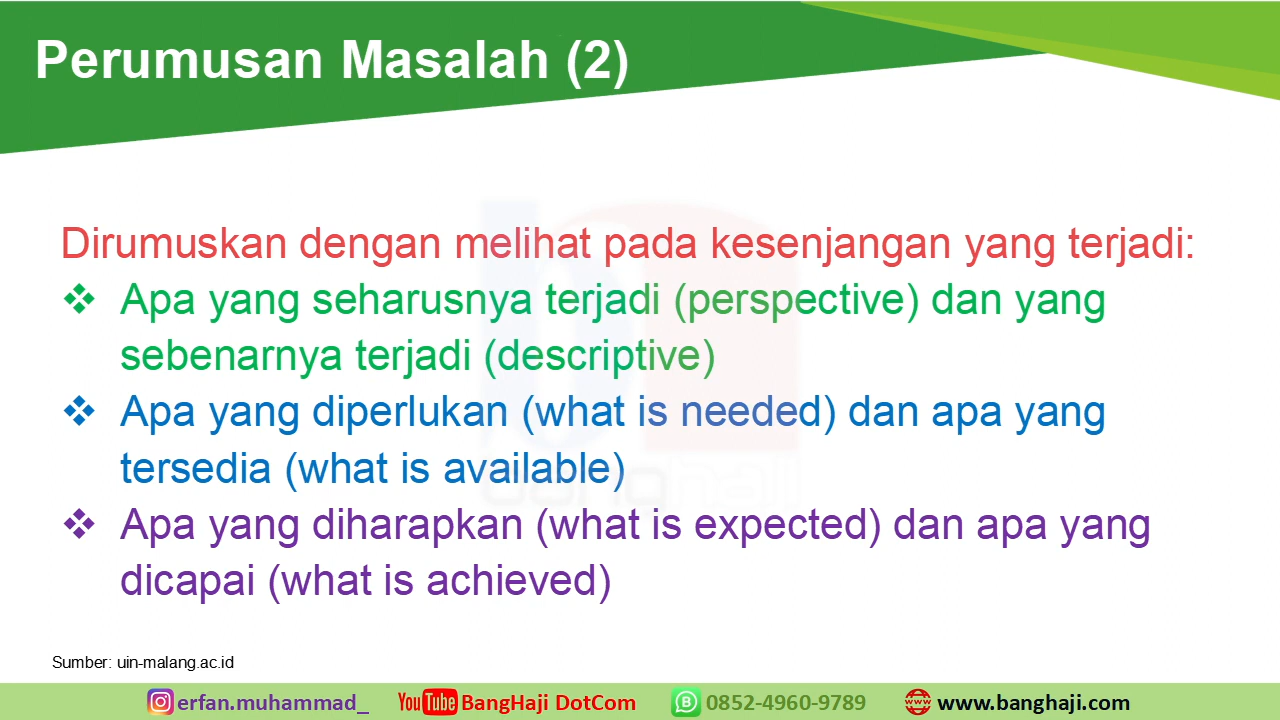 Perumusan Masalah (2)
Dirumuskan dengan melihat pada kesenjangan yang terjadi:
❖ Apa yang seharusnya terjadi (perspective) dan yang
sebenarnya terjadi (descriptive)
❖ Apa yang diperlukan (what is needed) dan apa yang
tersedia (what is available)
❖ Apa yang diharapkan (what is expected) dan apa yang
dicapai (what is achieved)
Sumber: uin-malang.ac.id
erfan.muhammad_ YouTube BangHaji DotCom 0852-4960-9789 www.banghaji.com